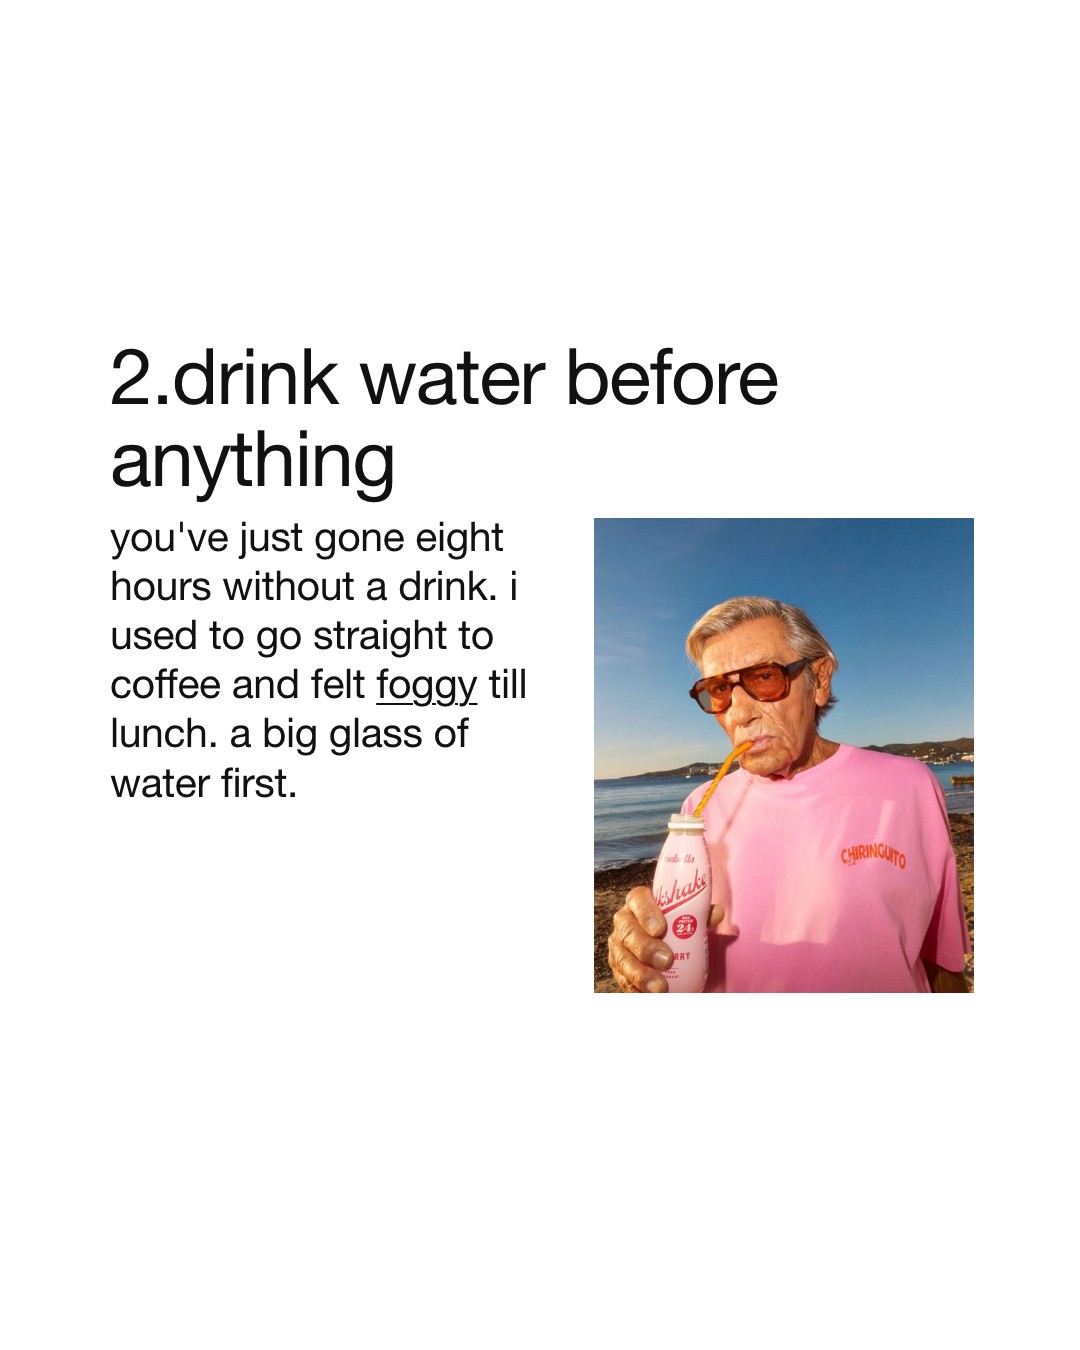 2.drink water before
anything
you've just gone eight
hours without a drink. i
used to go straight to
coffee and felt foggy till
lunch. a big glass of
water first.
CHIRINGUITO
24